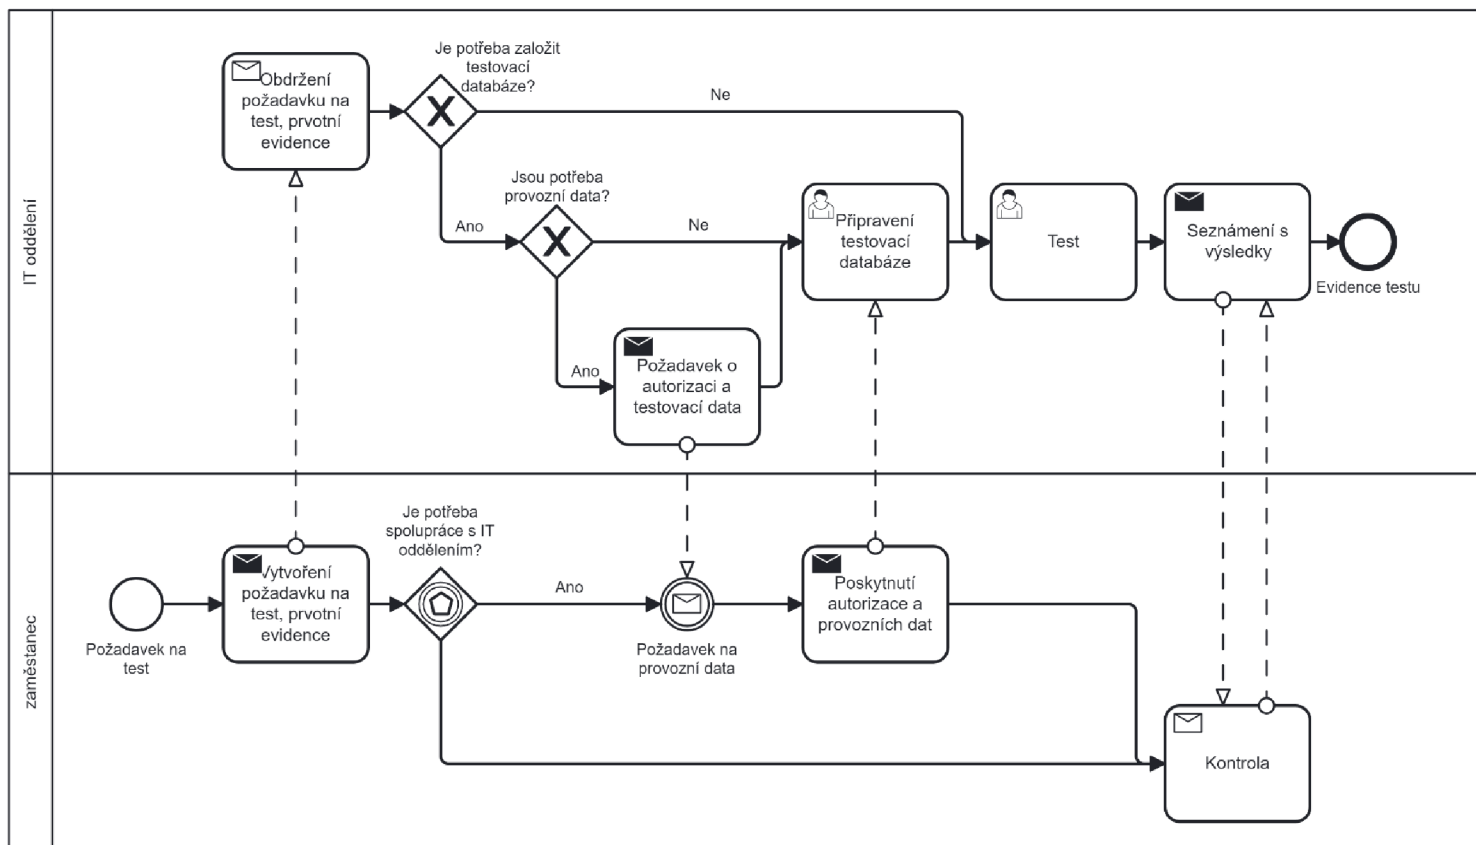 Je potřeba založit
testovací
databáze?
Obdržení
požadavku na
test, prvotní
evidence
Ne
Jsou potřeba
provozní data?
Ano
Ne
Připravení
testovací
databáze
Test
Seznámení s
výsledky
Evidence testu
IT oddělení
Ano
Požadavek o
autorizaci a
testovací data
Je potřeba
spolupráce s IT
oddělením?
Vytvoření
požadavku na
test, prvotní
evidence
Ano
Poskytnutí
autorizace a
provozních dat
Požadavek na
test
Požadavek na
provozní data
zaměstanec
Kontrola